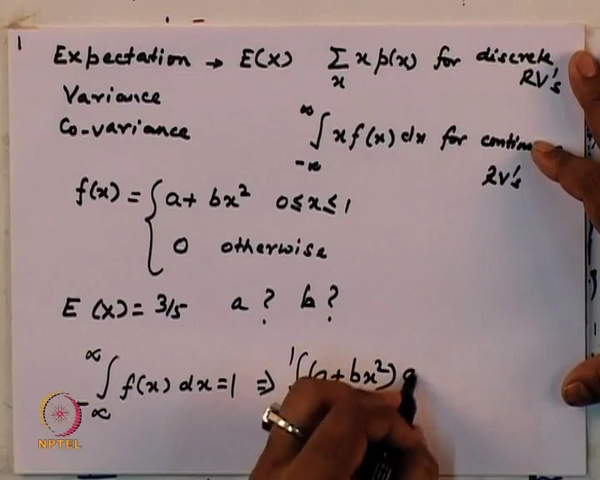 1
Expectation → E(x) ∑ₓ x p(x) for discrete RV's
Variance
Co-variance ∫_{-∞}^{∞} x f(x) dx for contin
RV's
f(x) = { a + bx² 0 ≤ x ≤ 1
0 otherwise
E(x) = 3/5 a? b?
∫_{-∞}^{∞} f(x) dx = 1 ⇒ ∫^{1} (a + bx²)
NPTEL